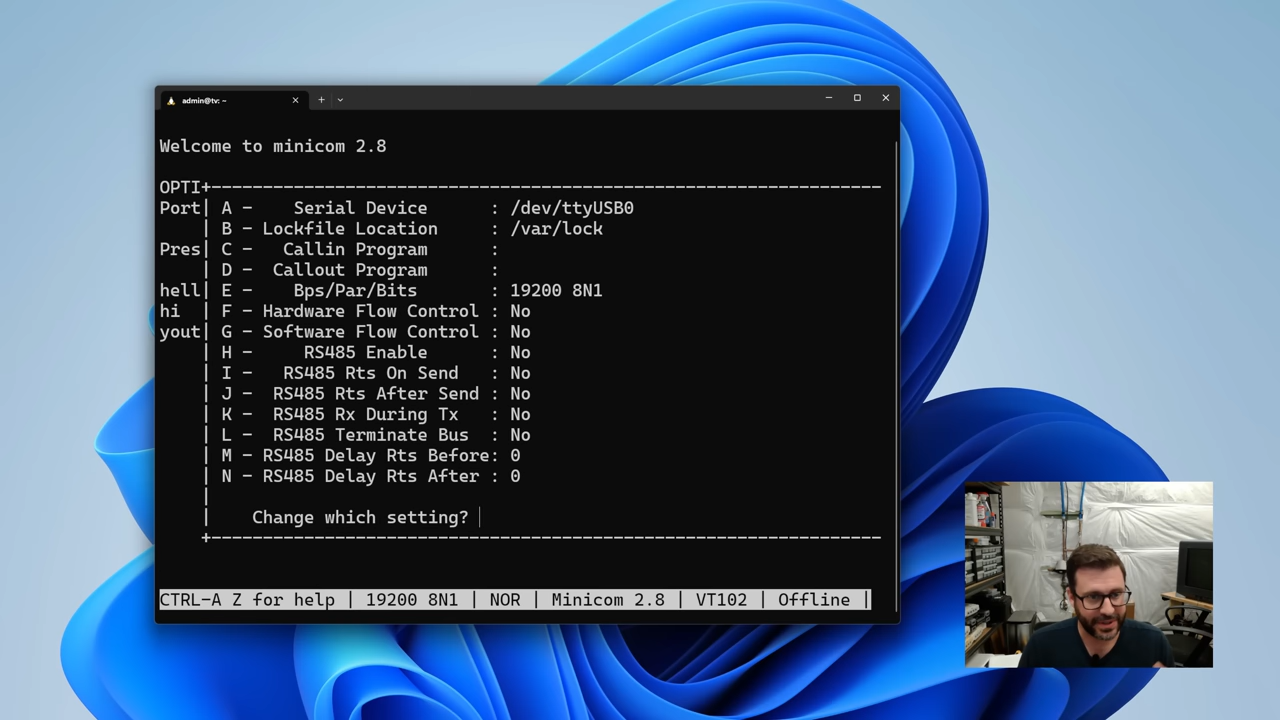 admin@tv: ~
Welcome to minicom 2.8
OPTI+-----------------------------------------------------------------
Port| A - Serial Device : /dev/ttyUSB0
| B - Lockfile Location : /var/lock
Pres| C - Callin Program :
| D - Callout Program :
hell| E - Bps/Par/Bits : 19200 8N1
hi | F - Hardware Flow Control : No
yout| G - Software Flow Control : No
| H - RS485 Enable : No
| I - RS485 Rts On Send : No
| J - RS485 Rts After Send : No
| K - RS485 Rx During Tx : No
| L - RS485 Terminate Bus : No
| M - RS485 Delay Rts Before: 0
| N - RS485 Delay Rts After : 0
|
| Change which setting?
+-----------------------------------------------------------------
CTRL-A Z for help | 19200 8N1 | NOR | Minicom 2.8 | VT102 | Offline |